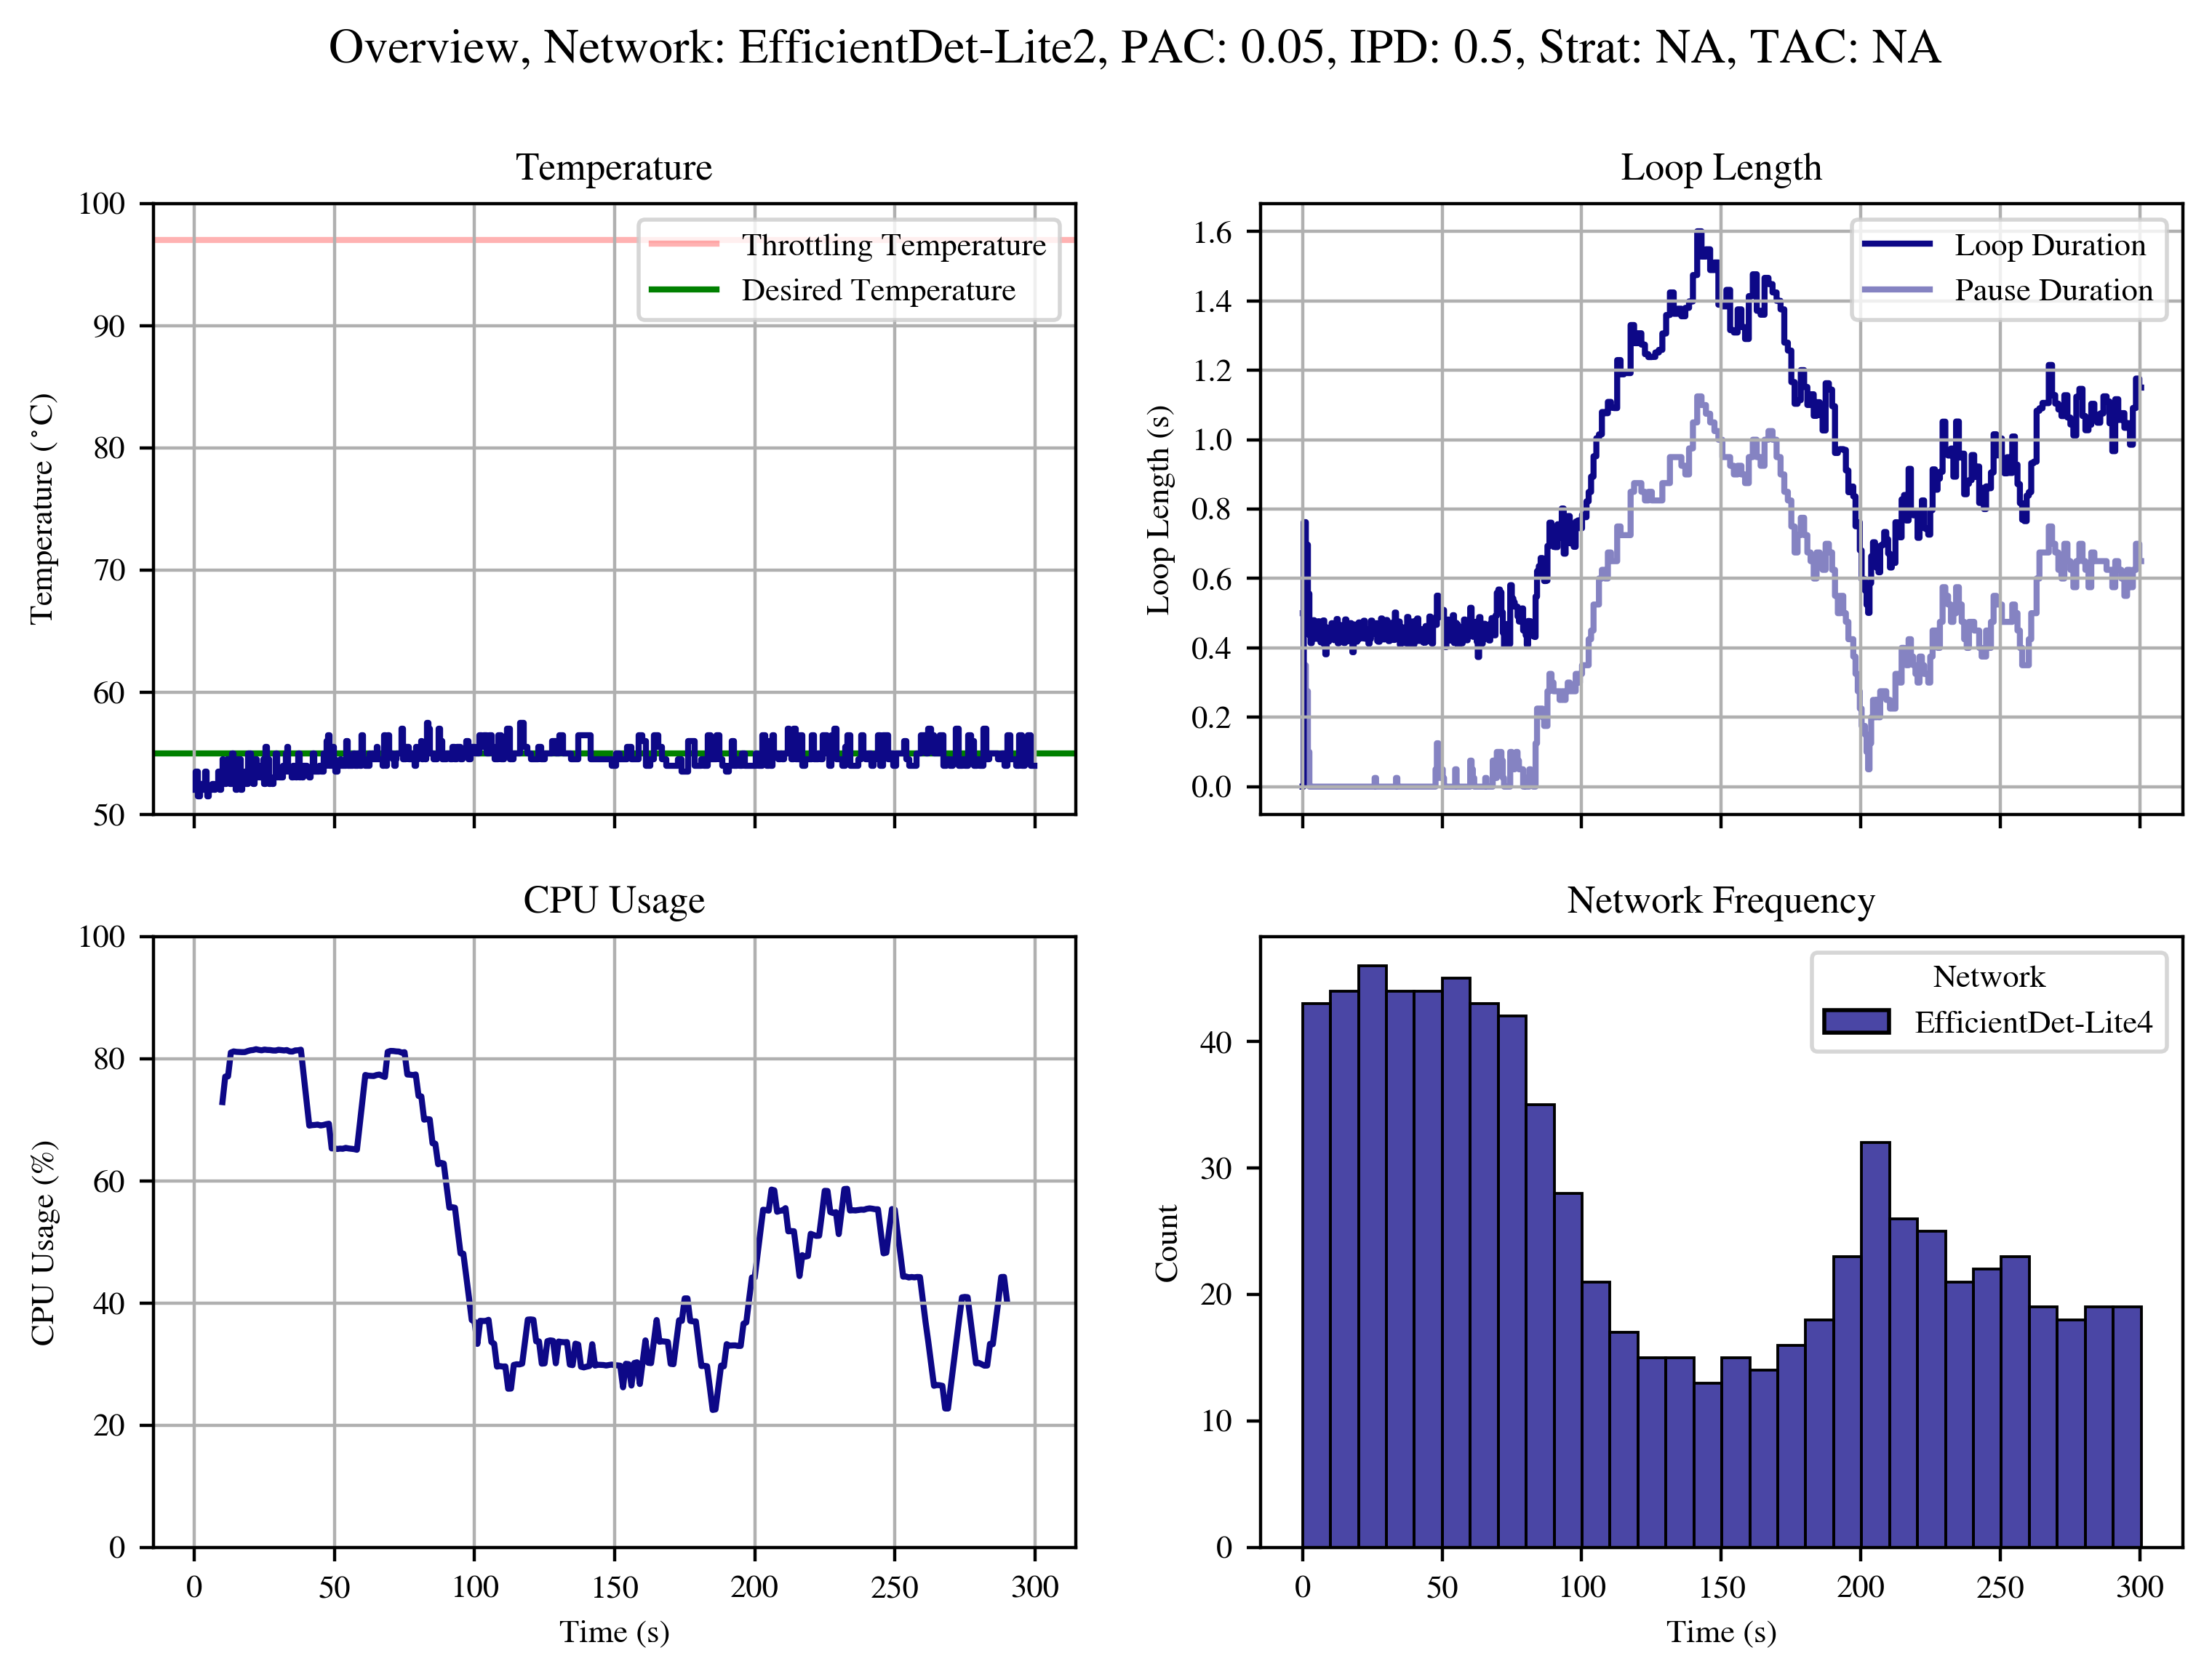 Overview, Network: EfficientDet-Lite2, PAC: 0.05, IPD: 0.5, Strat: NA, TAC: NA
Temperature
100
90
80
70
60
50
Temperature (°C)
Throttling Temperature
Desired Temperature
Loop Length
1.6
1.4
1.2
1.0
0.8
0.6
0.4
0.2
0.0
Loop Length (s)
Loop Duration
Pause Duration
CPU Usage
100
80
60
40
20
0
CPU Usage (%)
0 50 100 150 200 250 300
Time (s)
Network Frequency
40
30
20
10
0
Count
Network
EfficientDet-Lite4
0 50 100 150 200 250 300
Time (s)